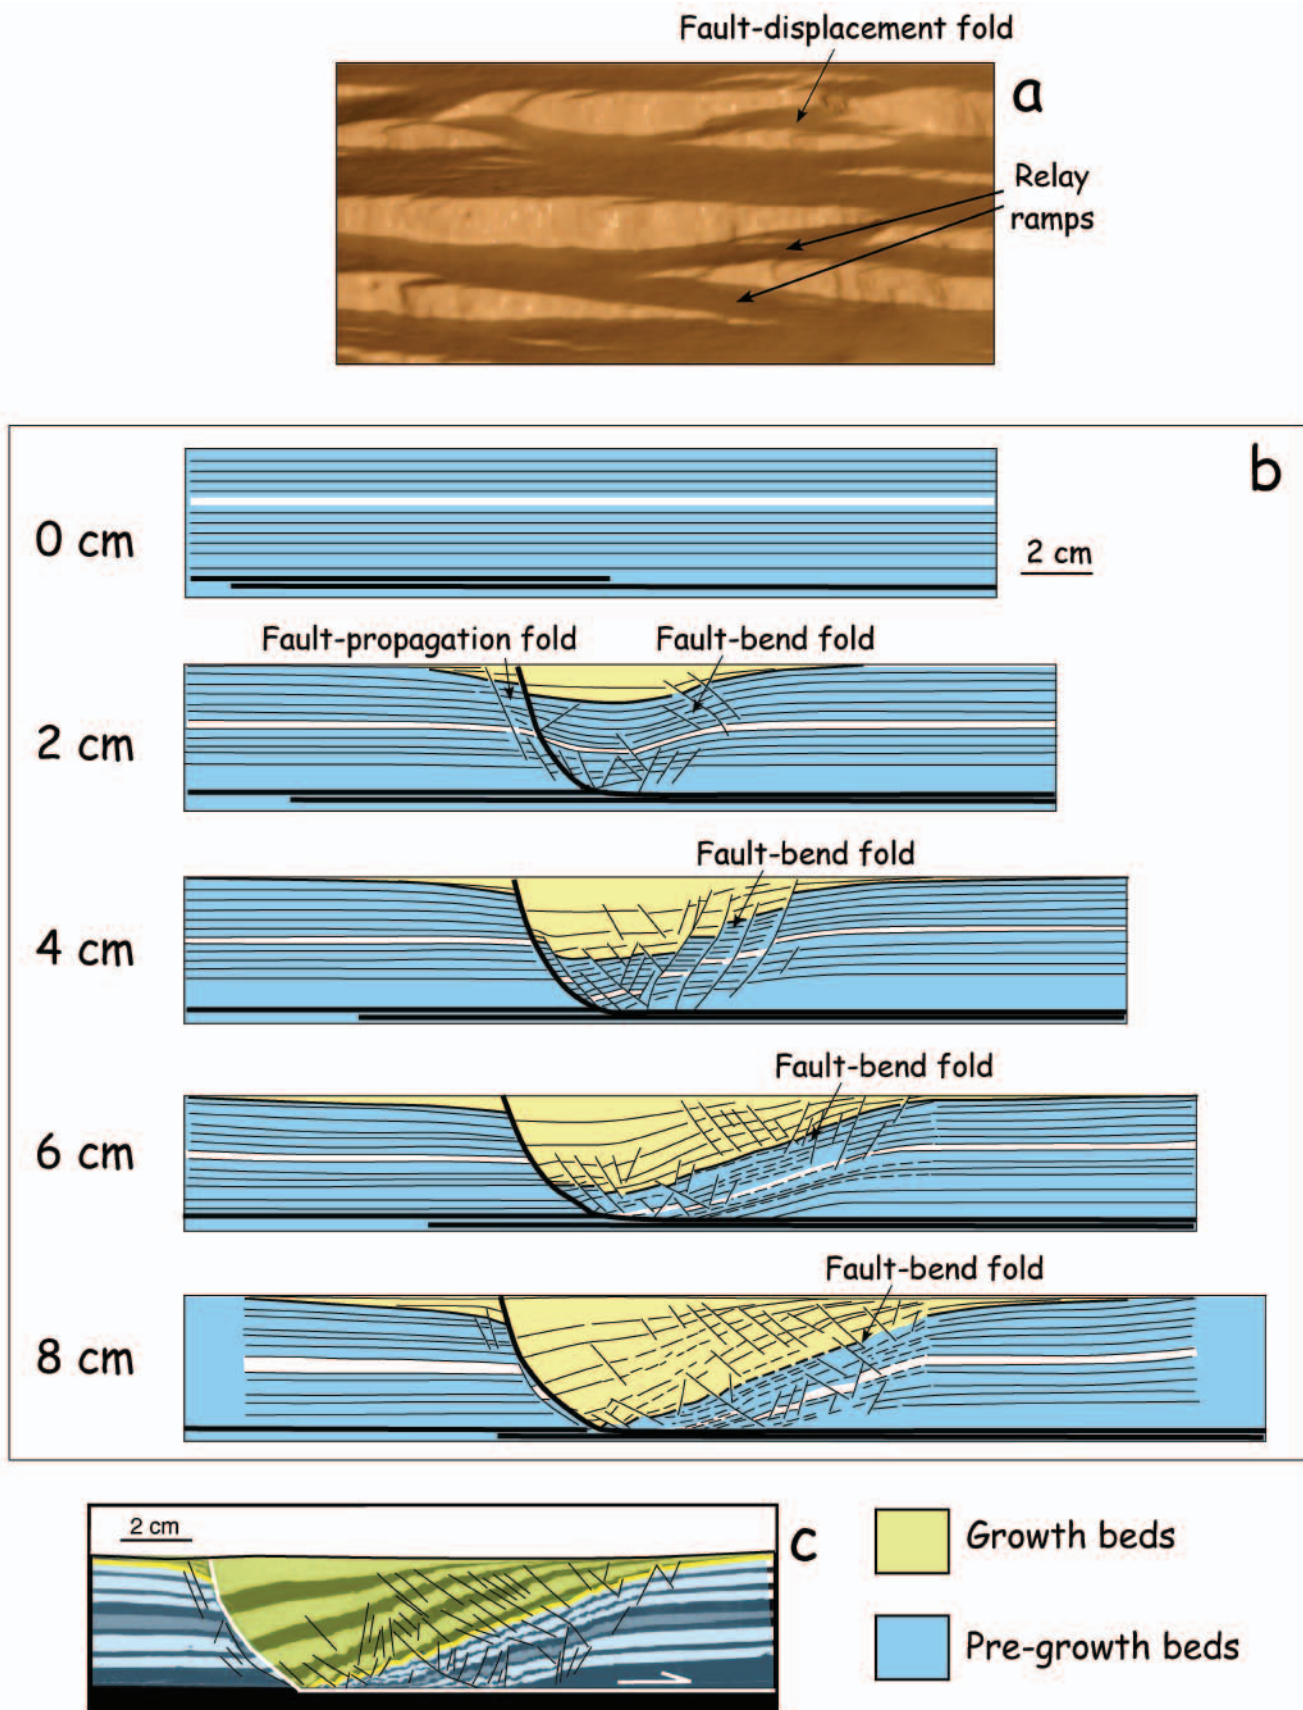 Fault-displacement fold
a
Relay
ramps
b
0 cm
2 cm
Fault-propagation fold
Fault-bend fold
2 cm
Fault-bend fold
4 cm
Fault-bend fold
6 cm
Fault-bend fold
8 cm
2 cm
c
Growth beds
Pre-growth beds